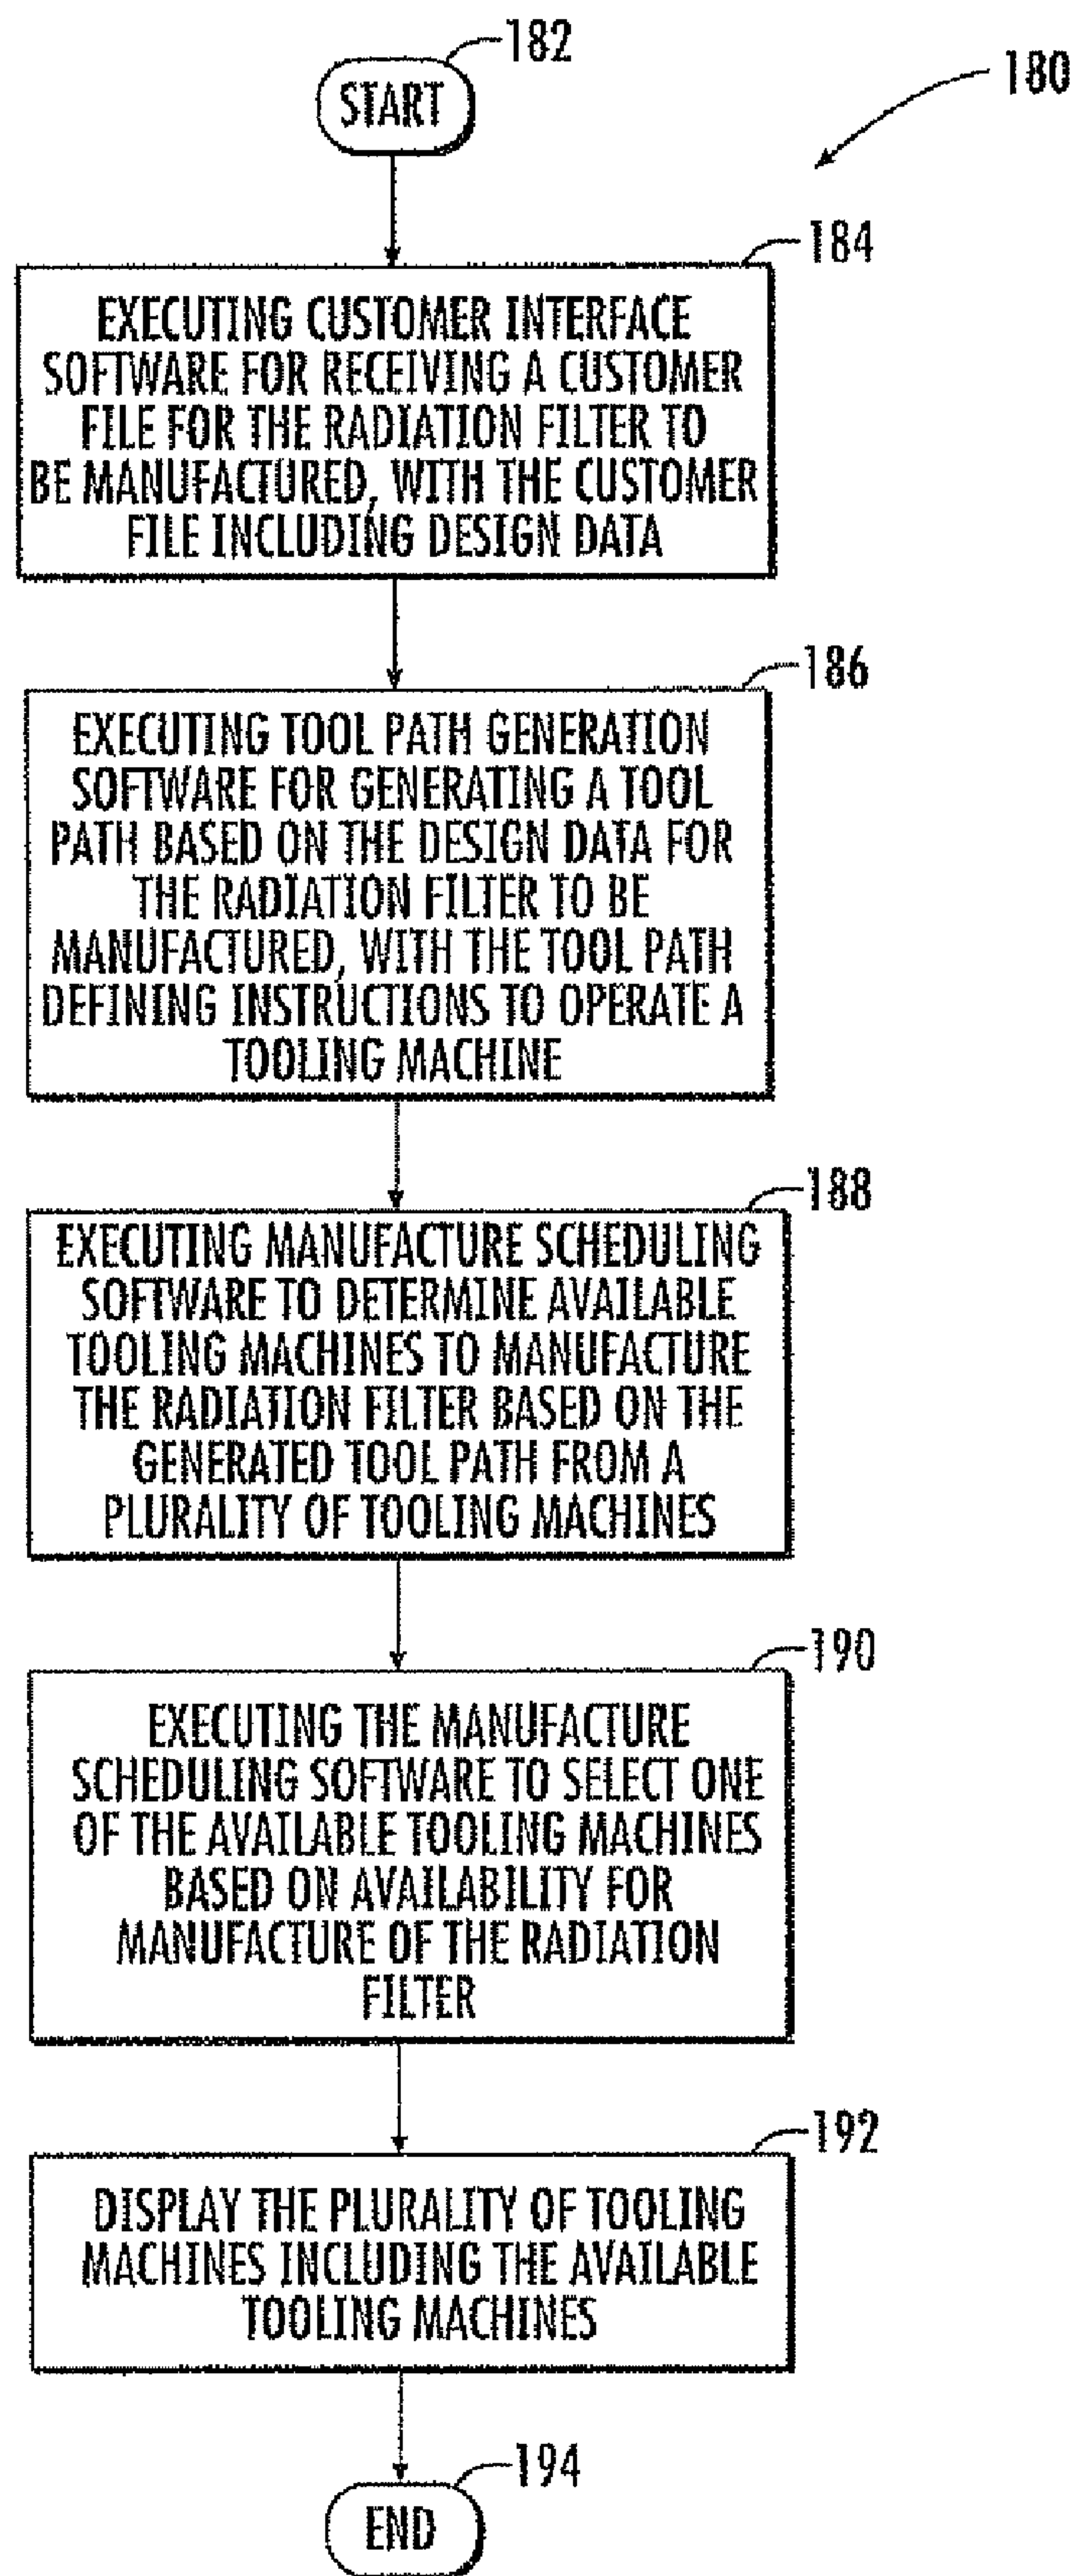 182
START
180
184
EXECUTING CUSTOMER INTERFACE
SOFTWARE FOR RECEIVING A CUSTOMER
FILE FOR THE RADIATION FILTER TO
BE MANUFACTURED, WITH THE CUSTOMER
FILE INCLUDING DESIGN DATA
186
EXECUTING TOOL PATH GENERATION
SOFTWARE FOR GENERATING A TOOL
PATH BASED ON THE DESIGN DATA FOR
THE RADIATION FILTER TO BE
MANUFACTURED, WITH THE TOOL PATH
DEFINING INSTRUCTIONS TO OPERATE A
TOOLING MACHINE
188
EXECUTING MANUFACTURE SCHEDULING
SOFTWARE TO DETERMINE AVAILABLE
TOOLING MACHINES TO MANUFACTURE
THE RADIATION FILTER BASED ON THE
GENERATED TOOL PATH FROM A
PLURALITY OF TOOLING MACHINES
190
EXECUTING THE MANUFACTURE
SCHEDULING SOFTWARE TO SELECT ONE
OF THE AVAILABLE TOOLING MACHINES
BASED ON AVAILABILITY FOR
MANUFACTURE OF THE RADIATION
FILTER
192
DISPLAY THE PLURALITY OF TOOLING
MACHINES INCLUDING THE AVAILABLE
TOOLING MACHINES
194
END